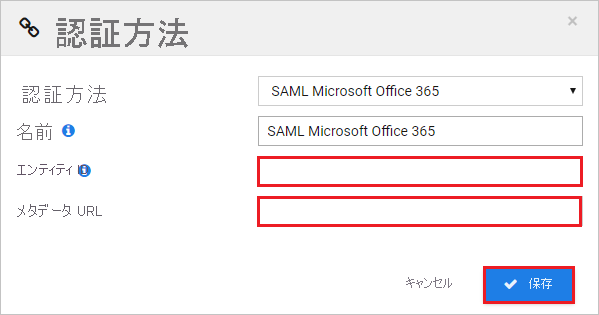 認証方法
×
認証方法 SAML Microsoft Office 365
名前 SAML Microsoft Office 365
エンティティ
メタデータ URL
キャンセル 保存